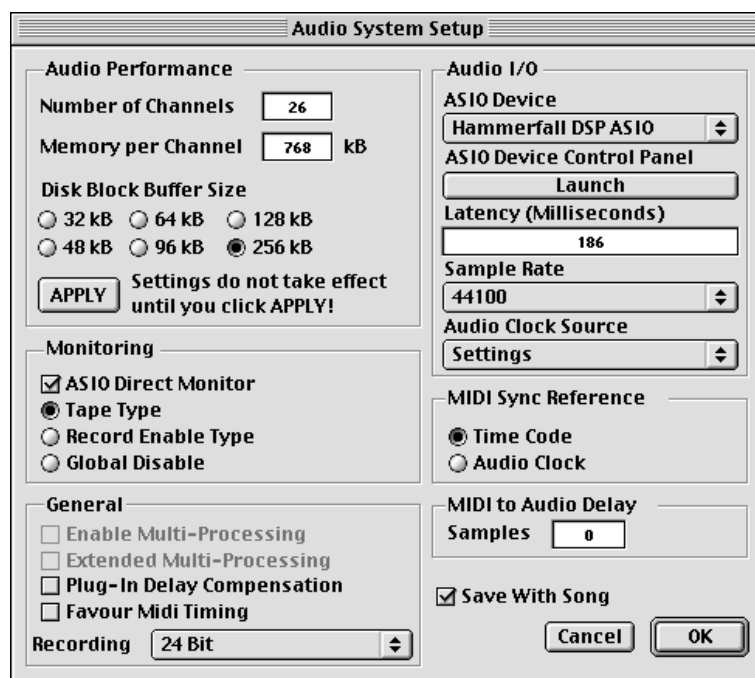 Audio System Setup
Audio Performance
Number of Channels 26
Memory per Channel 768 kB
Disk Block Buffer Size
32 kB 64 kB 128 kB
48 kB 96 kB 256 kB
APPLY
Settings do not take effect
until you click APPLY!
Monitoring
ASIO Direct Monitor
Tape Type
Record Enable Type
Global Disable
General
Enable Multi-Processing
Extended Multi-Processing
Plug-In Delay Compensation
Favour Midi Timing
Recording 24 Bit
Audio I/O
ASIO Device
Hammerfall DSP ASIO
ASIO Device Control Panel
Launch
Latency (Milliseconds)
186
Sample Rate
44100
Audio Clock Source
Settings
MIDI Sync Reference
Time Code
Audio Clock
MIDI to Audio Delay
Samples 0
Save With Song
Cancel OK